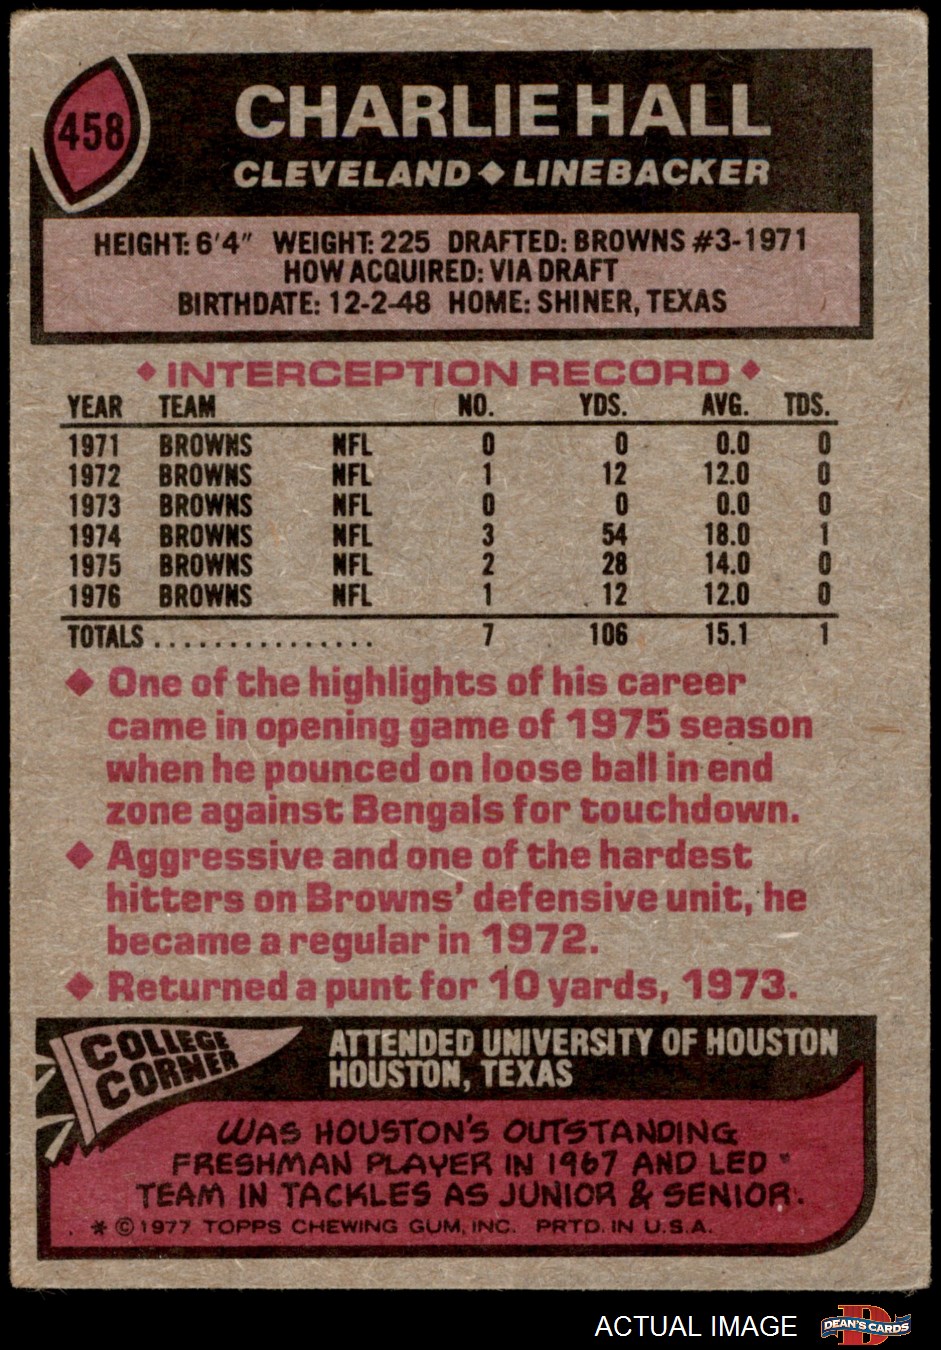 458
CHARLIE HALL
CLEVELAND ◆ LINEBACKER
HEIGHT: 6'4" WEIGHT: 225 DRAFTED: BROWNS #3-1971
HOW ACQUIRED: VIA DRAFT
BIRTHDATE: 12-2-48 HOME: SHINER, TEXAS
◆ INTERCEPTION RECORD ◆
YEAR TEAM NO. YDS. AVG. TDS.
1971 BROWNS NFL 0 0 0.0 0
1972 BROWNS NFL 1 12 12.0 0
1973 BROWNS NFL 0 0 0.0 0
1974 BROWNS NFL 3 54 18.0 1
1975 BROWNS NFL 2 28 14.0 0
1976 BROWNS NFL 1 12 12.0 0
TOTALS ............... 7 106 15.1 1
◆ One of the highlights of his career
came in opening game of 1975 season
when he pounced on loose ball in end
zone against Bengals for touchdown.
◆ Aggressive and one of the hardest
hitters on Browns' defensive unit, he
became a regular in 1972.
◆ Returned a punt for 10 yards, 1973.
COLLEGE
CORNER
ATTENDED UNIVERSITY OF HOUSTON
HOUSTON, TEXAS
WAS HOUSTON'S OUTSTANDING
FRESHMAN PLAYER IN 1967 AND LED
TEAM IN TACKLES AS JUNIOR & SENIOR.
* © 1977 TOPPS CHEWING GUM, INC. PRTD. IN U.S.A.
ACTUAL IMAGE
D
DEAN'S CARDS